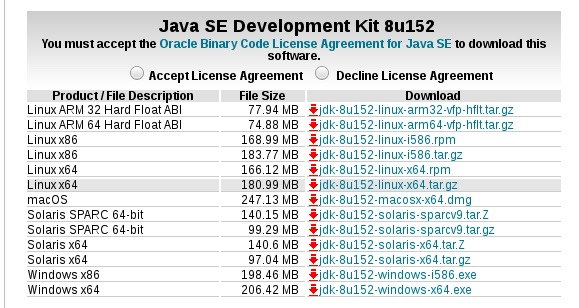 Java SE Development Kit 8u152
You must accept the Oracle Binary Code License Agreement for Java SE to download this
software.
Accept License Agreement Decline License Agreement
Product / File Description File Size Download
Linux ARM 32 Hard Float ABI 77.94 MB jdk-8u152-linux-arm32-vfp-hflt.tar.gz
Linux ARM 64 Hard Float ABI 74.88 MB jdk-8u152-linux-arm64-vfp-hflt.tar.gz
Linux x86 168.99 MB jdk-8u152-linux-i586.rpm
Linux x86 183.77 MB jdk-8u152-linux-i586.tar.gz
Linux x64 166.12 MB jdk-8u152-linux-x64.rpm
Linux x64 180.99 MB jdk-8u152-linux-x64.tar.gz
macOS 247.13 MB jdk-8u152-macosx-x64.dmg
Solaris SPARC 64-bit 140.15 MB jdk-8u152-solaris-sparcv9.tar.Z
Solaris SPARC 64-bit 99.29 MB jdk-8u152-solaris-sparcv9.tar.gz
Solaris x64 140.6 MB jdk-8u152-solaris-x64.tar.Z
Solaris x64 97.04 MB jdk-8u152-solaris-x64.tar.gz
Windows x86 198.46 MB jdk-8u152-windows-i586.exe
Windows x64 206.42 MB jdk-8u152-windows-x64.exe